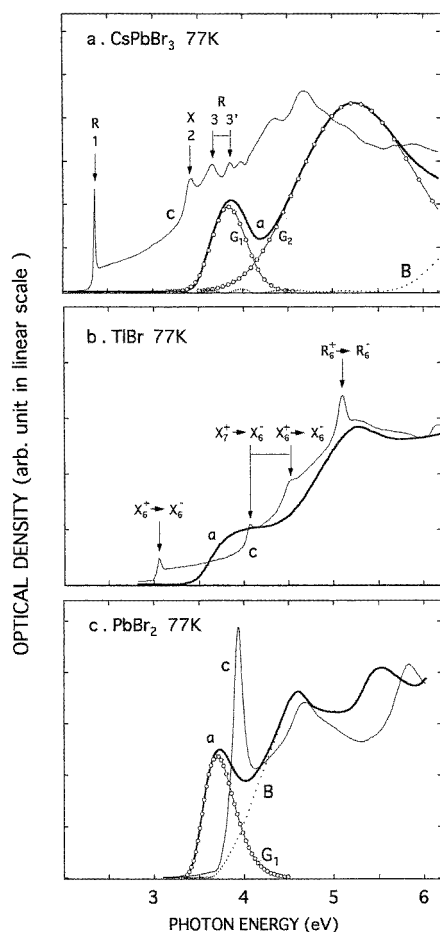 a. CsPbBr₃ 77K
R
1
X
2
R
3 3'
c
a
G₁
G₂
B
b. TlBr 77K
R₆⁺→R₆⁻
X₇⁺→X₆⁻ X₆⁺→X₆⁻
X₆⁺→X₆⁻
a
c
c. PbBr₂ 77K
c
a
B
G₁
3 4 5 6
PHOTON ENERGY (eV)
OPTICAL DENSITY (arb. unit in linear scale )